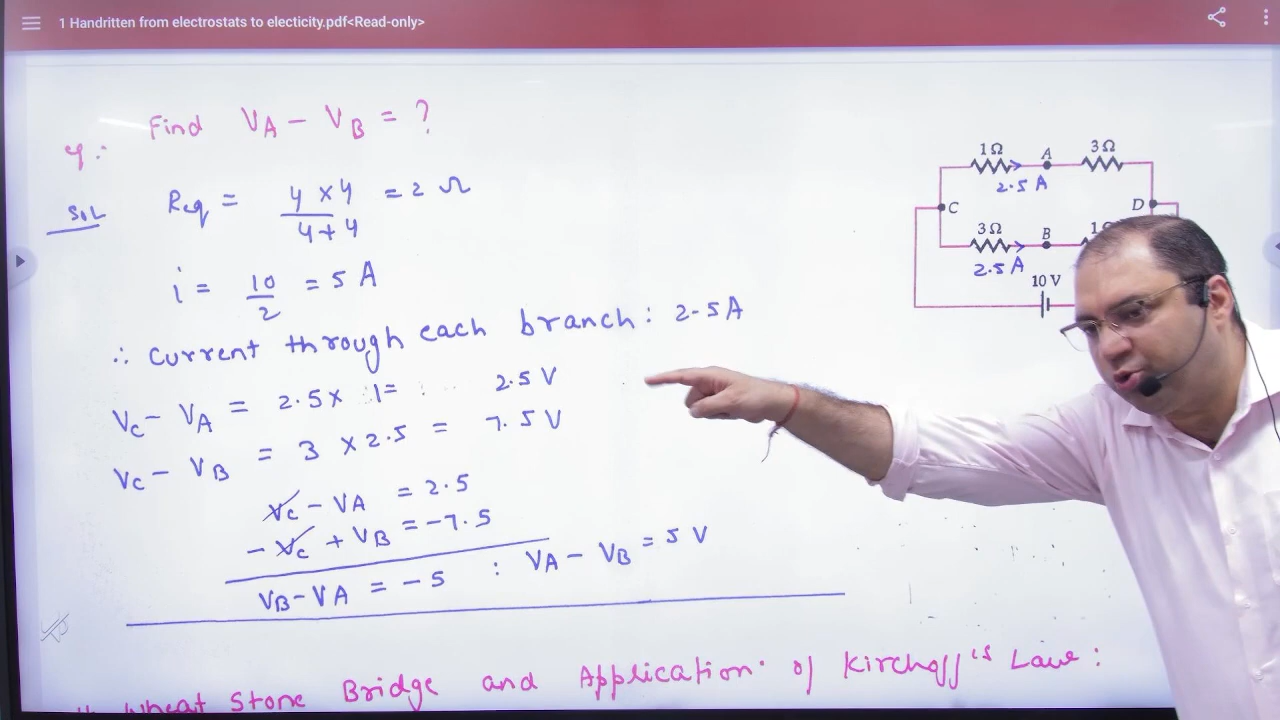 1 Handritten from electrostats to electicity.pdf<Read-only>
Find VA - VB = ?
Sol Req = 4 x 4 / 4 + 4 = 2 Ω
i = 10 / 2 = 5 A
∴ Current through each branch: 2.5 A
VC - VA = 2.5 x 1 = 2.5 V
VC - VB = 3 x 2.5 = 7.5 V
VC - VA = 2.5
- VC + VB = -7.5
VB - VA = -5 : VA - VB = 5 V
Stone Bridge and Application of Kirchoff's Law:
1Ω A 3Ω
2.5 A
C D
3Ω B
2.5 A
10 V